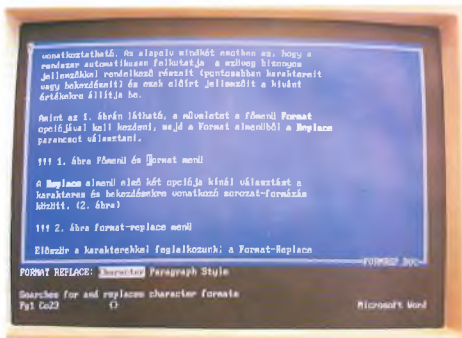 vonatkoztatható. Az alapelv mindkét esetben az, hogy a
rendszer automatikusan felkutatja a szöveg bizonyos
jellemzőkkel rendelkező részeit (pontosabban karaktereit
vagy bekezdéseit) és ezek előírt jellemzőit a kívánt
értékekre állítja be.
Amint az 1. ábrán látható, a műveletet a főmenü Format
opciójával kell kezdeni, majd a Format almenüből a Replace
parancsot választani.
!!! 1. ábra Főmenü és Format menü
A Replace almenü első két opciója kínál választást a
karakteres és bekezdésekre vonatkozó sorozat-formázás
között. (2. ábra)
!!! 2. ábra format-replace menü
Először a karakterekkel foglalkozunk: a Format-Replace
FORMAT REPLACE: Character Paragraph Style
Searches for and replaces character formats
Pg1 Co23 {} Microsoft Word